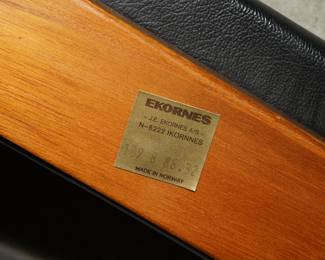 EKORNES
- J.E. EKORNES A/S -
N-6222 IKORNNES
MADE IN NORWAY